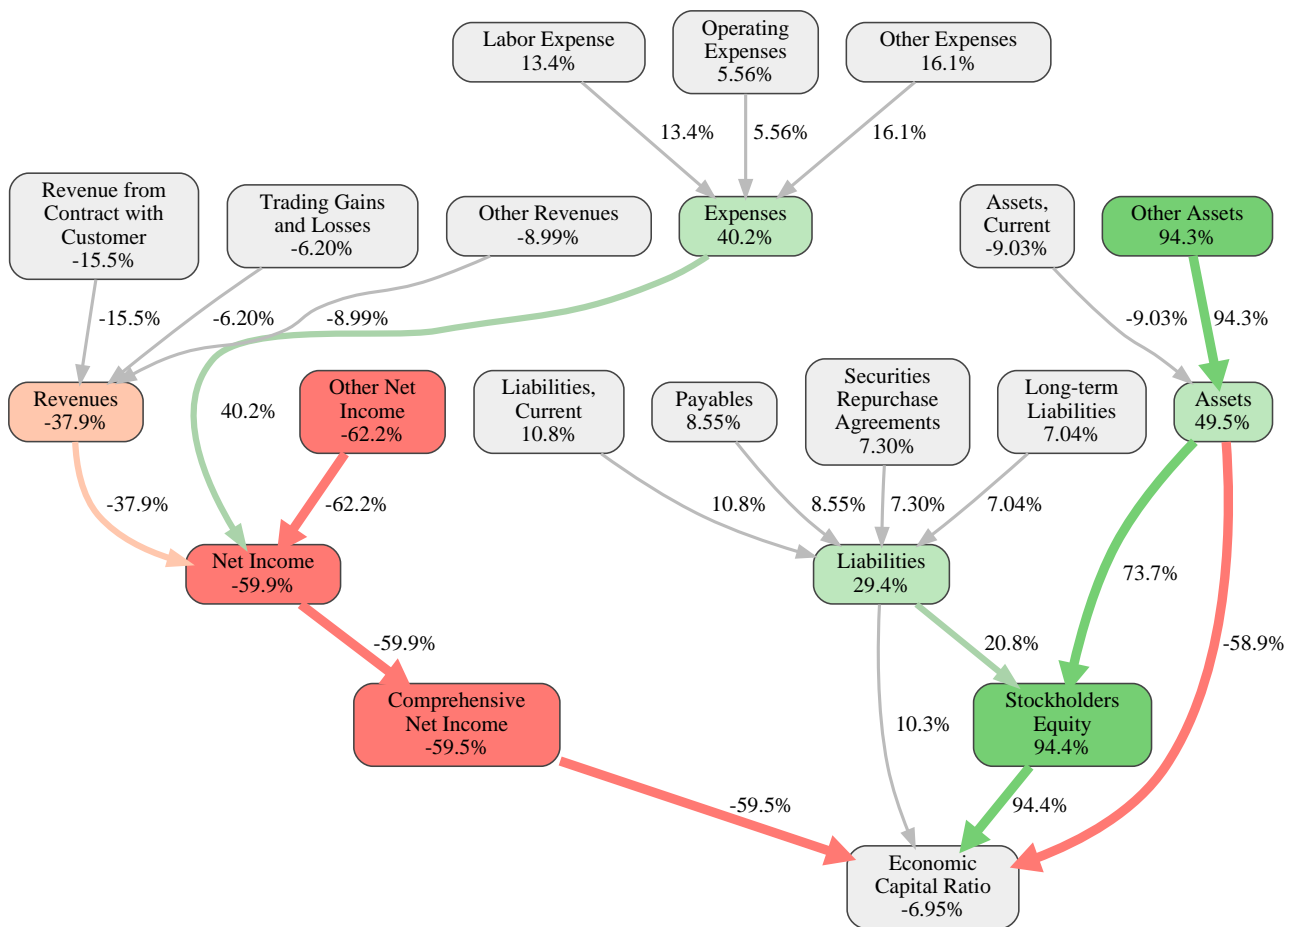 Labor Expense
13.4%
Operating
Expenses
5.56%
Other Expenses
16.1%
13.4%
5.56%
16.1%
Revenue from
Contract with
Customer
-15.5%
Trading Gains
and Losses
-6.20%
Other Revenues
-8.99%
Expenses
40.2%
Assets,
Current
-9.03%
Other Assets
94.3%
-15.5%
-6.20%
-8.99%
-9.03%
94.3%
Revenues
-37.9%
40.2%
Other Net
Income
-62.2%
Liabilities,
Current
10.8%
Payables
8.55%
Securities
Repurchase
Agreements
7.30%
Long-term
Liabilities
7.04%
Assets
49.5%
-37.9%
-62.2%
10.8%
8.55%
7.30%
7.04%
Net Income
-59.9%
Liabilities
29.4%
73.7%
-59.9%
20.8%
-58.9%
Comprehensive
Net Income
-59.5%
10.3%
Stockholders
Equity
94.4%
-59.5%
94.4%
Economic
Capital Ratio
-6.95%